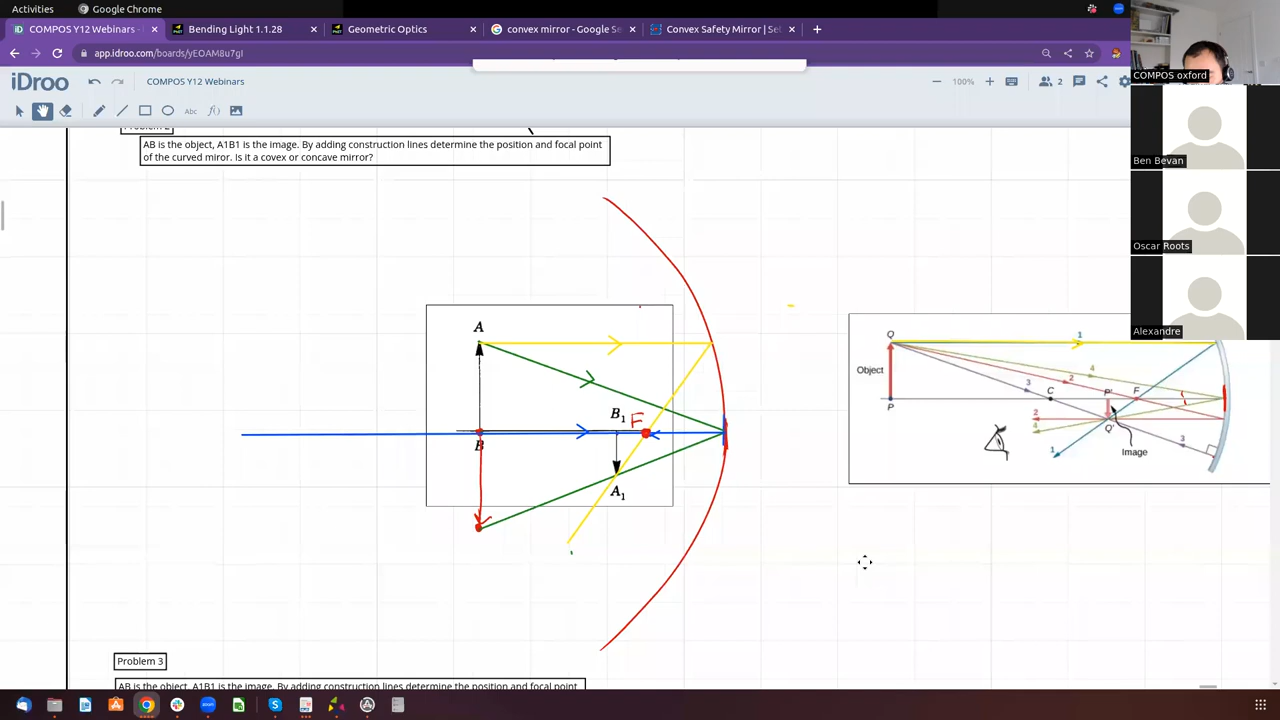 Activities
Google Chrome
COMPOS Y12 Webinars
Bending Light 1.1.28
Geometric Optics
convex mirror - Google Se
Convex Safety Mirror | Se
app.idroo.com/boards/yEOAM8u7gI
iDroo
COMPOS Y12 Webinars
100%
2
Abc
f()
COMPOS oxford
Ben Bevan
Oscar Roots
Alexandre
AB is the object, A1B1 is the image. By adding construction lines determine the position and focal point
of the curved miror. Is it a covex or concave mirror?
A
B1
F
B
A1
Q
1
4
Object
2
3
C
P'
F
P
2
4
Q'
3
1
Image
Problem 3
AB is the object, A1B1 is the image. By adding construction lines determine the position and focal point